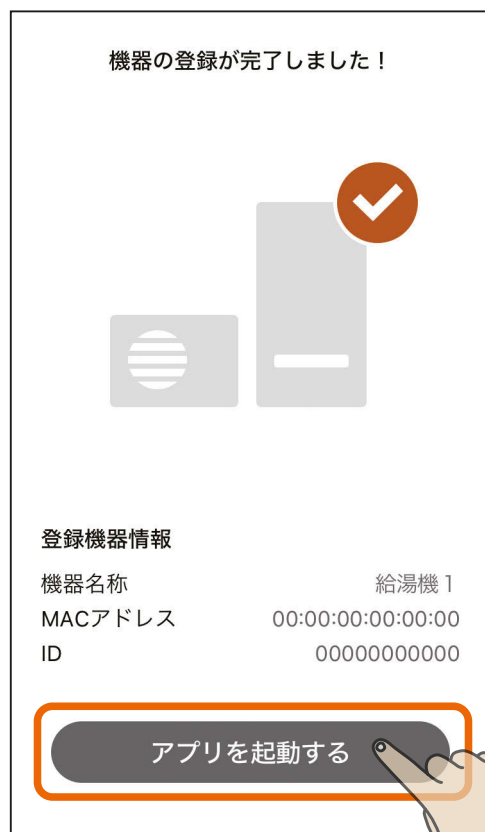 機器の登録が完了しました！
登録機器情報
機器名称 給湯機1
MACアドレス 00:00:00:00:00:00
ID 00000000000
アプリを起動する